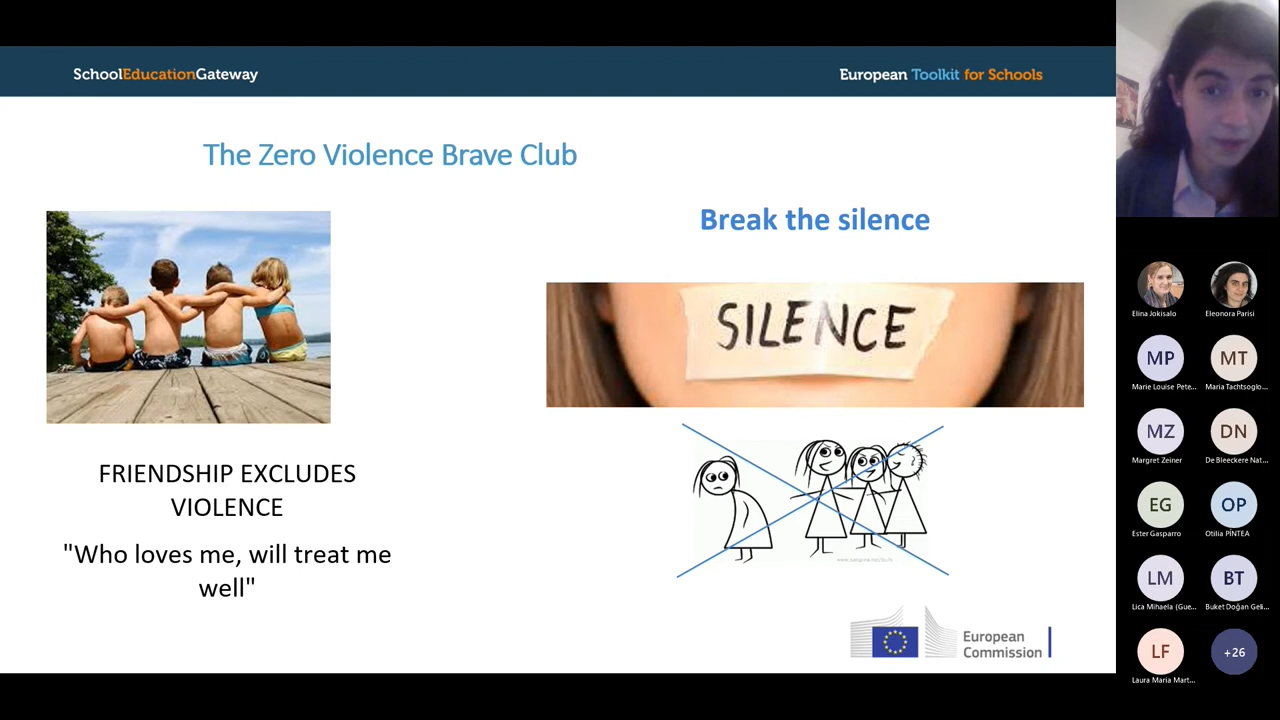 SchoolEducationGateway
European Toolkit for Schools
The Zero Violence Brave Club
Break the silence
SILENCE
FRIENDSHIP EXCLUDES
VIOLENCE
"Who loves me, will treat me
well"
European
Commission
Elina Jokisalo
Eleonora Parisi
MP
MT
Marie Louise Pete...
Maria Tachtsoglo...
MZ
DN
Margret Zeiner
De Bleeckere Nat...
EG
OP
Ester Gasparro
Otilia PÎNTEA
LM
BT
Lica Mihaela (Gue...
Buket Doğan Geli...
LF
+26
Laura Maria Mart...